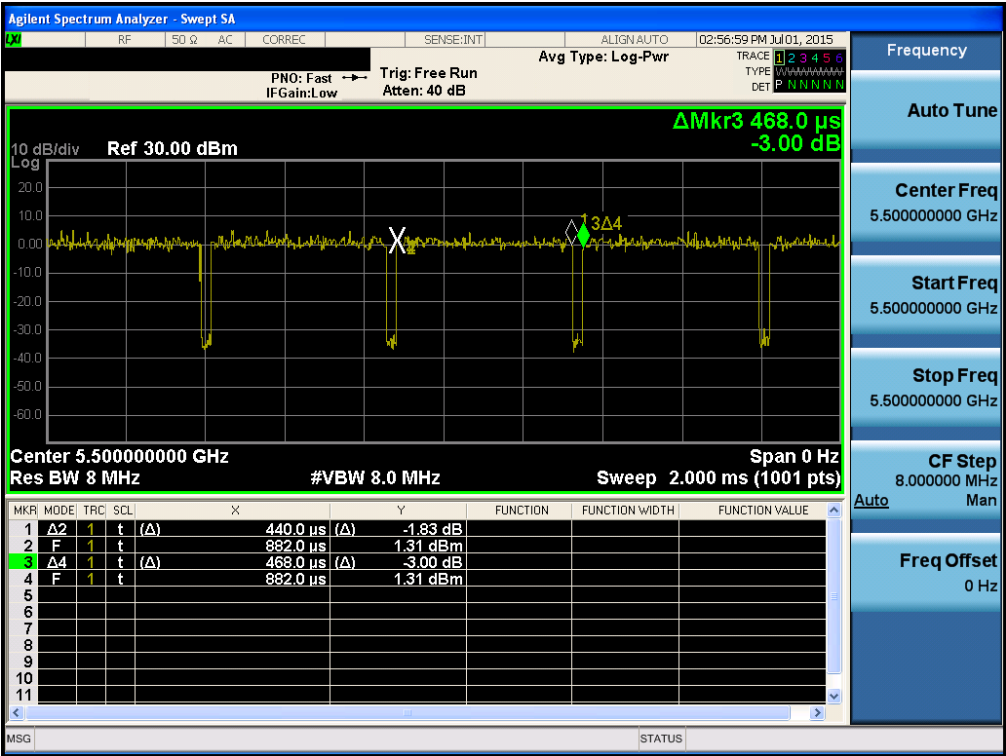 Agilent Spectrum Analyzer - Swept SA
LXI RF 50 Ω AC CORREC SENSE:INT ALIGN AUTO 02:56:59 PM Jul 01, 2015
Avg Type: Log-Pwr
TRACE 1 2 3 4 5 6
PNO: Fast Trig: Free Run
TYPE WWWWWW
IFGain:Low Atten: 40 dB
DET P N N N N N
ΔMkr3 468.0 µs
-3.00 dB
10 dB/div Ref 30.00 dBm
Log
20.0
10.0
0.00
-10.0
-20.0
-30.0
-40.0
-50.0
-60.0
X
3Δ4
Center 5.500000000 GHz Span 0 Hz
Res BW 8 MHz #VBW 8.0 MHz Sweep 2.000 ms (1001 pts)
MKR MODE TRC SCL X Y FUNCTION FUNCTION WIDTH FUNCTION VALUE
1 Δ2 1 t (Δ) 440.0 µs (Δ) -1.83 dB
2 F 1 t 882.0 µs 1.31 dBm
3 Δ4 1 t (Δ) 468.0 µs (Δ) -3.00 dB
4 F 1 t 882.0 µs 1.31 dBm
5
6
7
8
9
10
11
MSG STATUS
Frequency
Auto Tune
Center Freq
5.500000000 GHz
Start Freq
5.500000000 GHz
Stop Freq
5.500000000 GHz
CF Step
8.000000 MHz
Auto Man
Freq Offset
0 Hz